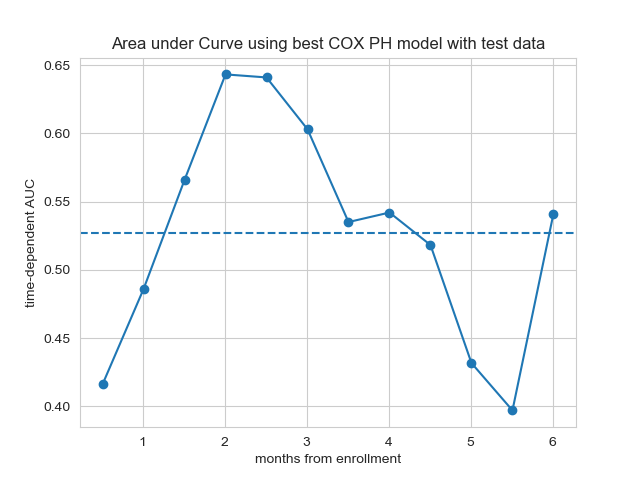 Area under Curve using best COX PH model with test data
time-dependent AUC
0.65
0.60
0.55
0.50
0.45
0.40
1 2 3 4 5 6
months from enrollment